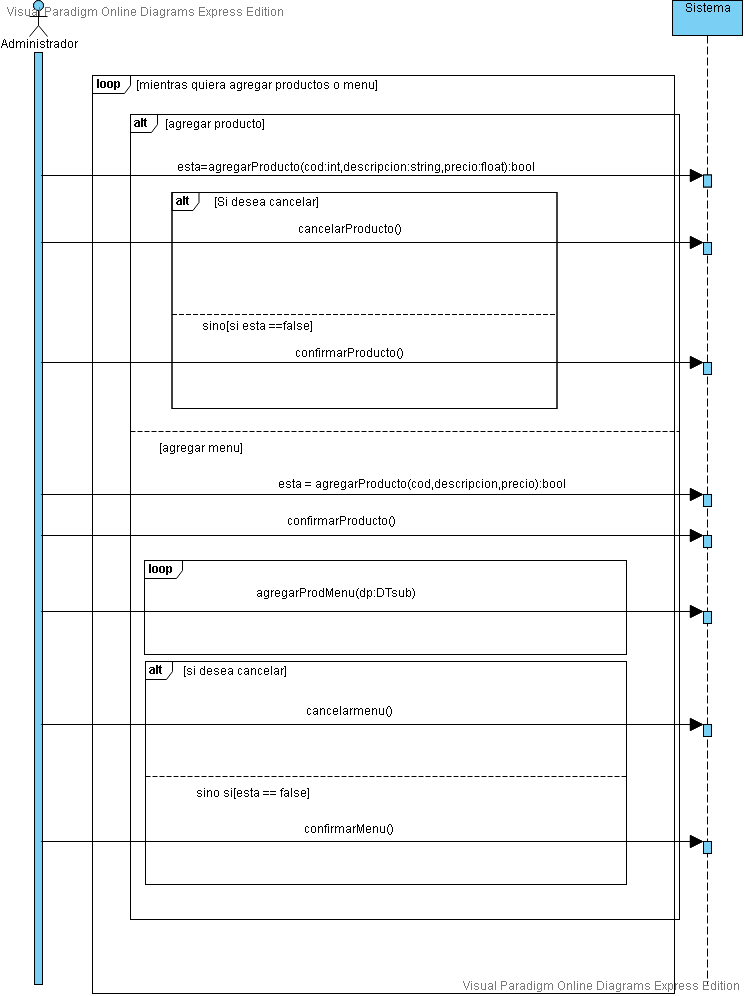 Visual Paradigm Online Diagrams Express Edition
Sistema
Administrador
loop [mientras quiera agregar productos o menu]
alt [agregar producto]
esta=agregarProducto(cod:int,descripcion:string,precio:float):bool
alt [Si desea cancelar]
cancelarProducto()
sino[si esta ==false]
confirmarProducto()
[agregar menu]
esta = agregarProducto(cod,descripcion,precio):bool
confirmarProducto()
loop
agregarProdMenu(dp:DTsub)
alt [si desea cancelar]
cancelarmenu()
sino si[esta == false]
confirmarMenu()
Visual Paradigm Online Diagrams Express Edition